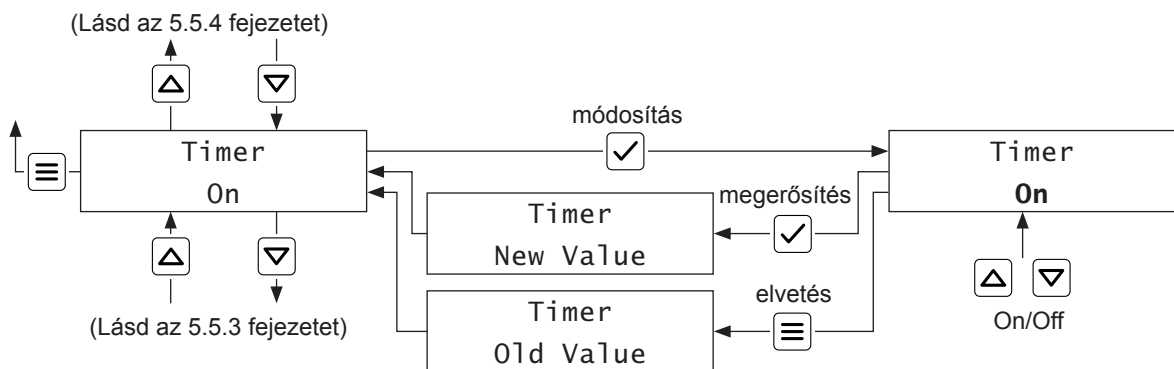 (Lásd az 5.5.4 fejezetet)
módosítás
Timer
On
Timer
On
megerősítés
Timer
New Value
elvetés
Timer
Old Value
On/Off
(Lásd az 5.5.3 fejezetet)